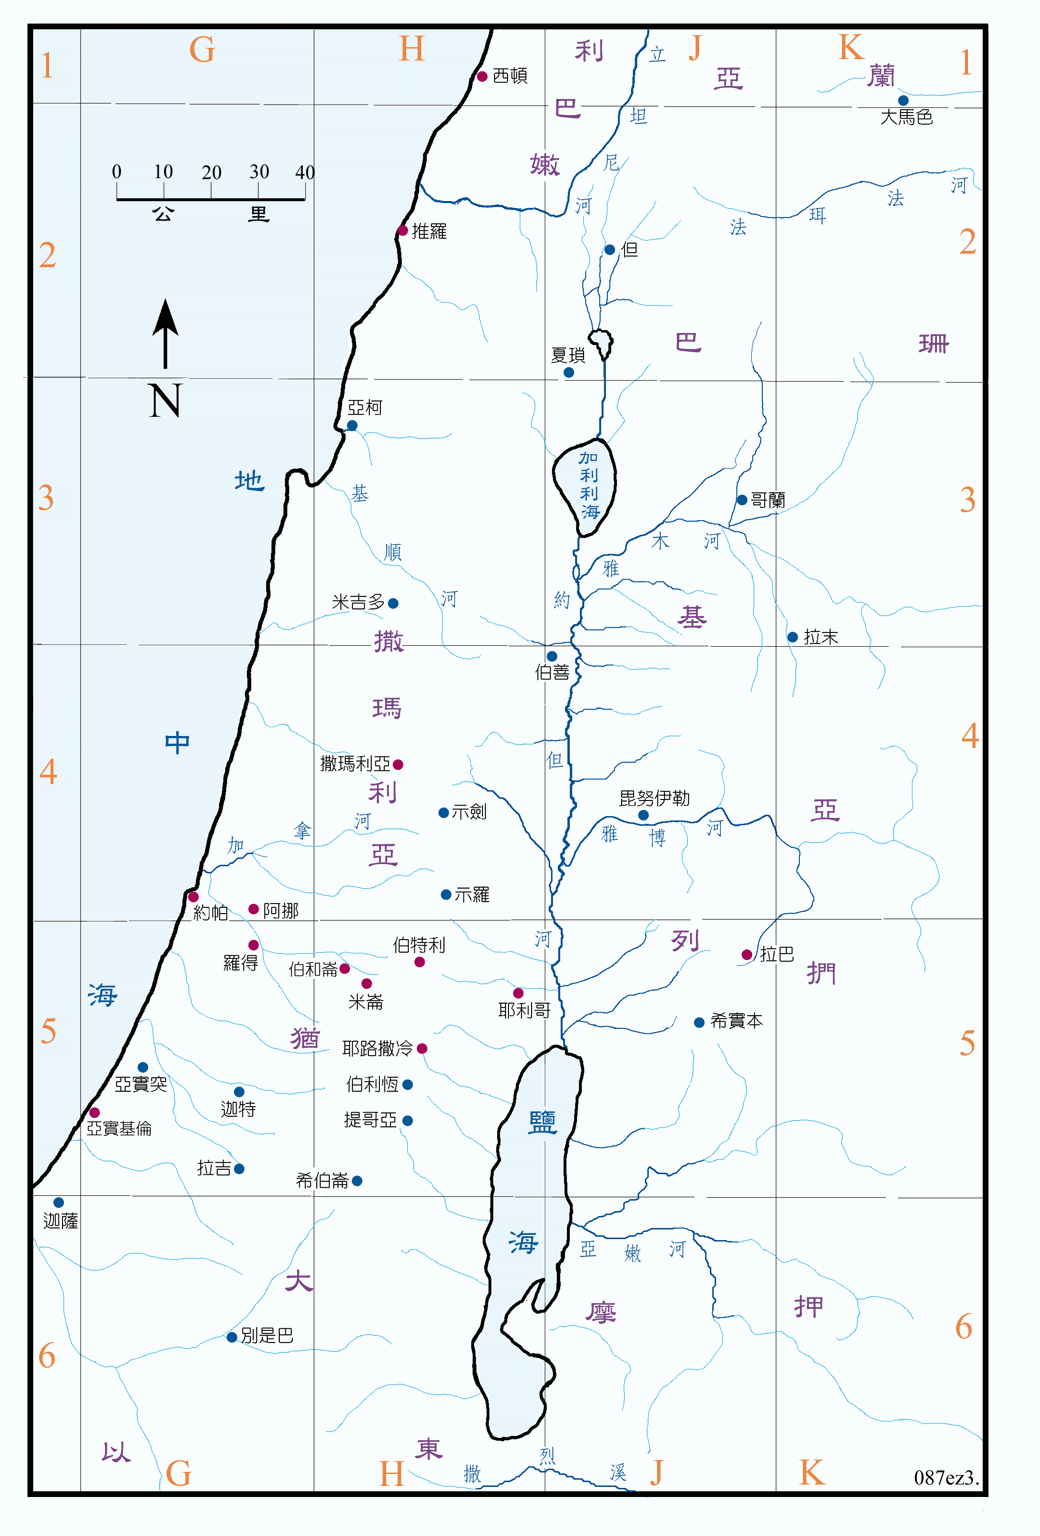 G H J K
1 1
利
巴
嫩
亞
蘭
立
坦
尼
河
西頓
大馬色
0 10 20 30 40
公 里
推羅
但
法 珥 法 河
2 2
N
巴 珊
夏瑣
亞柯
加利利海
哥蘭
地
中
海
3 3
基 順 河
雅 木 河
米吉多
約
但
河
基
列
拉末
伯善
撒
瑪
利
亞
4 4
撒瑪利亞
示劍
毘努伊勒
亞
捫
加 拿 河
雅 博 河
示羅
約帕
阿挪
羅得
伯和崙
伯特利
拉巴
米崙
耶利哥
5 5
猶
大
耶路撒冷
希實本
亞實突
伯利恆
迦特
提哥亞
亞實基倫
鹽
海
拉吉
希伯崙
迦薩
亞 嫩 河
摩 押
6 6
別是巴
以 東
撒 烈 溪
G H J K
087ez3.